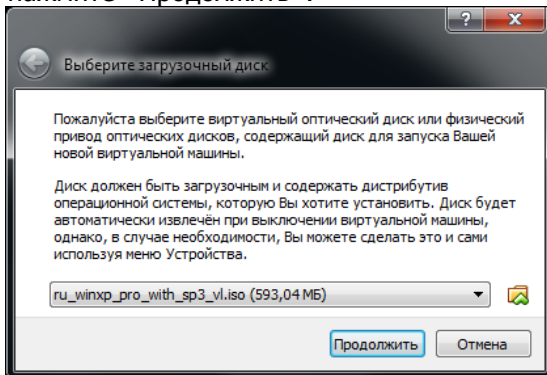 нажмите "Продолжить".
Выберите загрузочный диск
Пожалуйста выберите виртуальный оптический диск или физический
привод оптических дисков, содержащий диск для запуска Вашей
новой виртуальной машины.
Диск должен быть загрузочным и содержать дистрибутив
операционной системы, которую Вы хотите установить. Диск будет
автоматически извлечён при выключении виртуальной машины,
однако, в случае необходимости, Вы можете сделать это и сами
используя меню Устройства.
ru_winxp_pro_with_sp3_vl.iso (593,04 МБ)
Продолжить Отмена